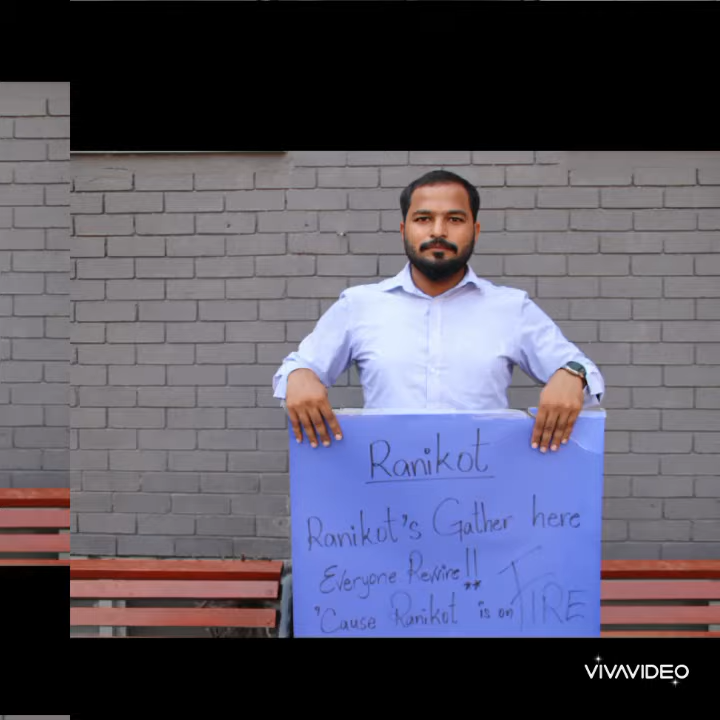 Ranikot
Ranikot's Gather here
Everyone Rewire!!
**
'Cause Ranikot is on FIRE
VIVAVIDEO